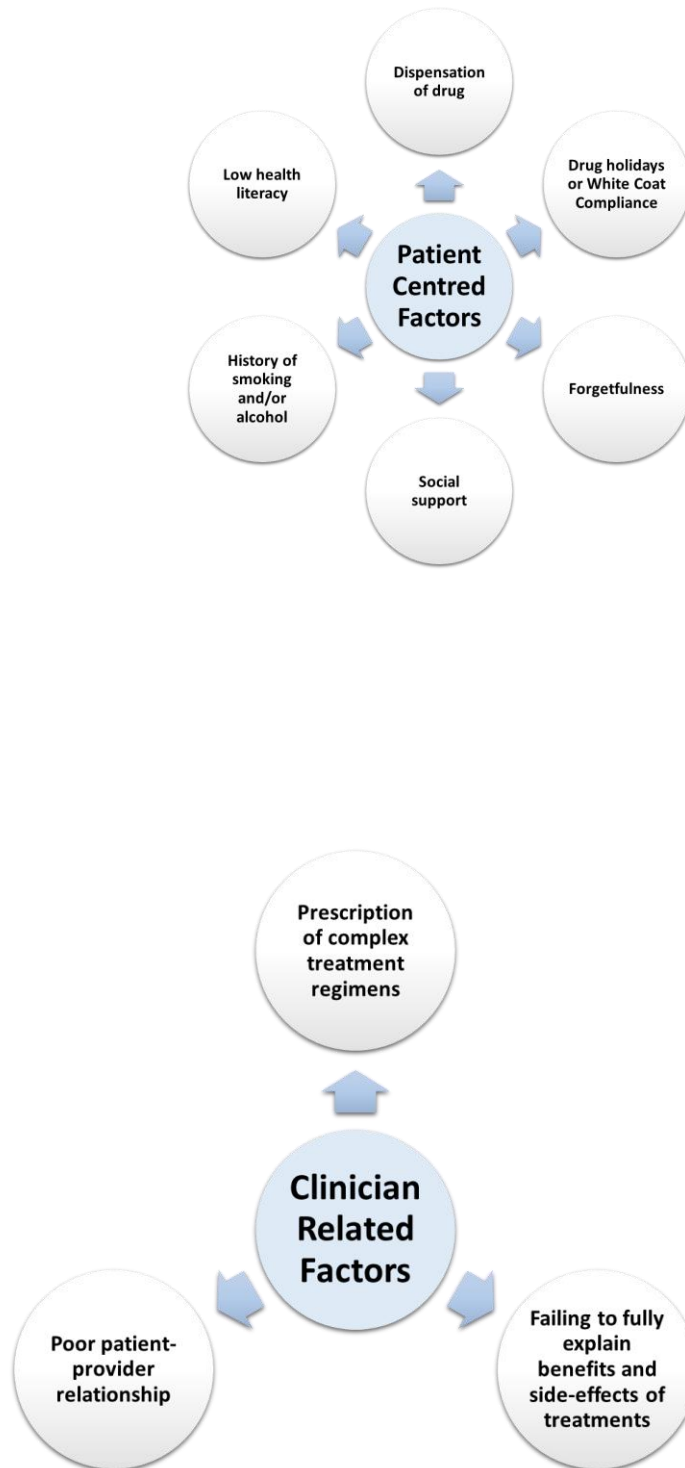 Dispensation
of drug
Low health
literacy
Drug holidays
or White Coat
Compliance
Patient
Centred
Factors
History of
smoking
and/or
alcohol
Forgetfulness
Social
support
Prescription
of complex
treatment
regimens
Clinician
Related
Factors
Poor patient-
provider
relationship
Failing to fully
explain
benefits and
side-effects of
treatments